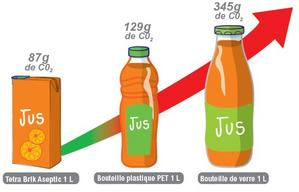 345g
de CO₂
129g
de CO₂
87g
de CO₂
Jus
Jus
Jus
Tetra Brik Aseptic 1 L
Bouteille plastique PET 1 L
Bouteille de verre 1 L